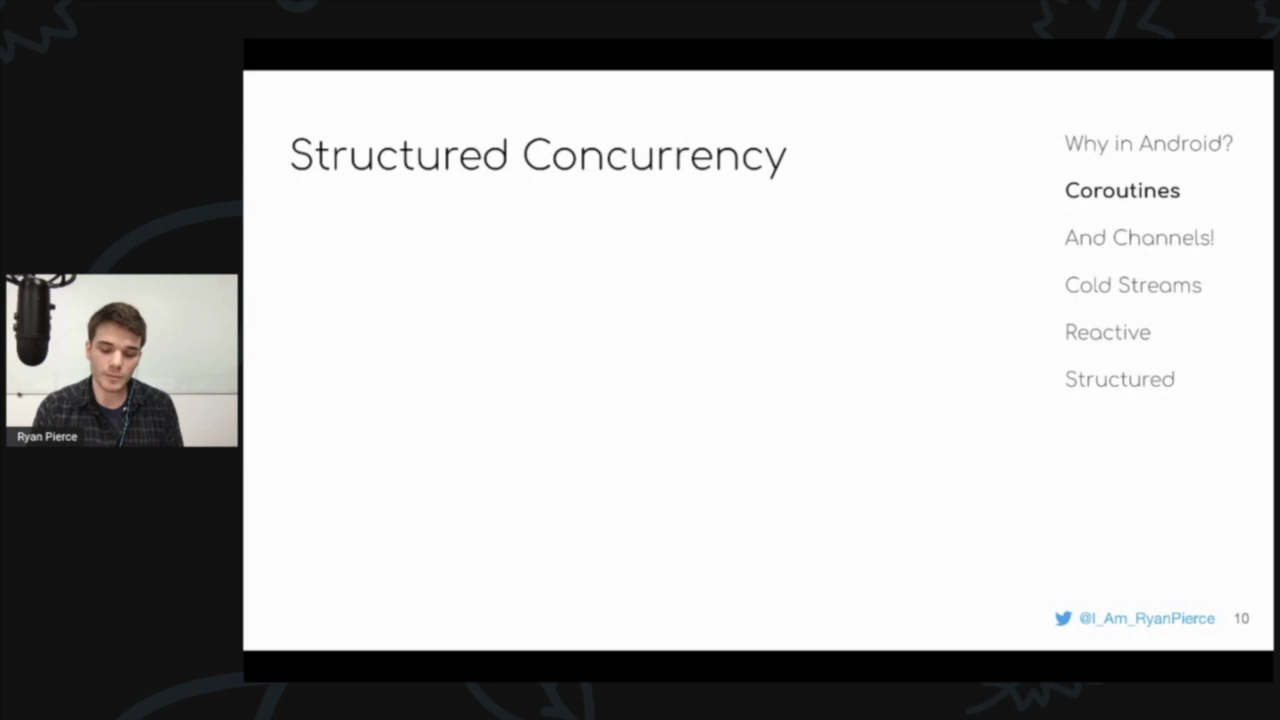 Structured Concurrency
Why in Android?
Coroutines
And Channels!
Cold Streams
Reactive
Structured
Ryan Pierce
@I_Am_RyanPierce 10